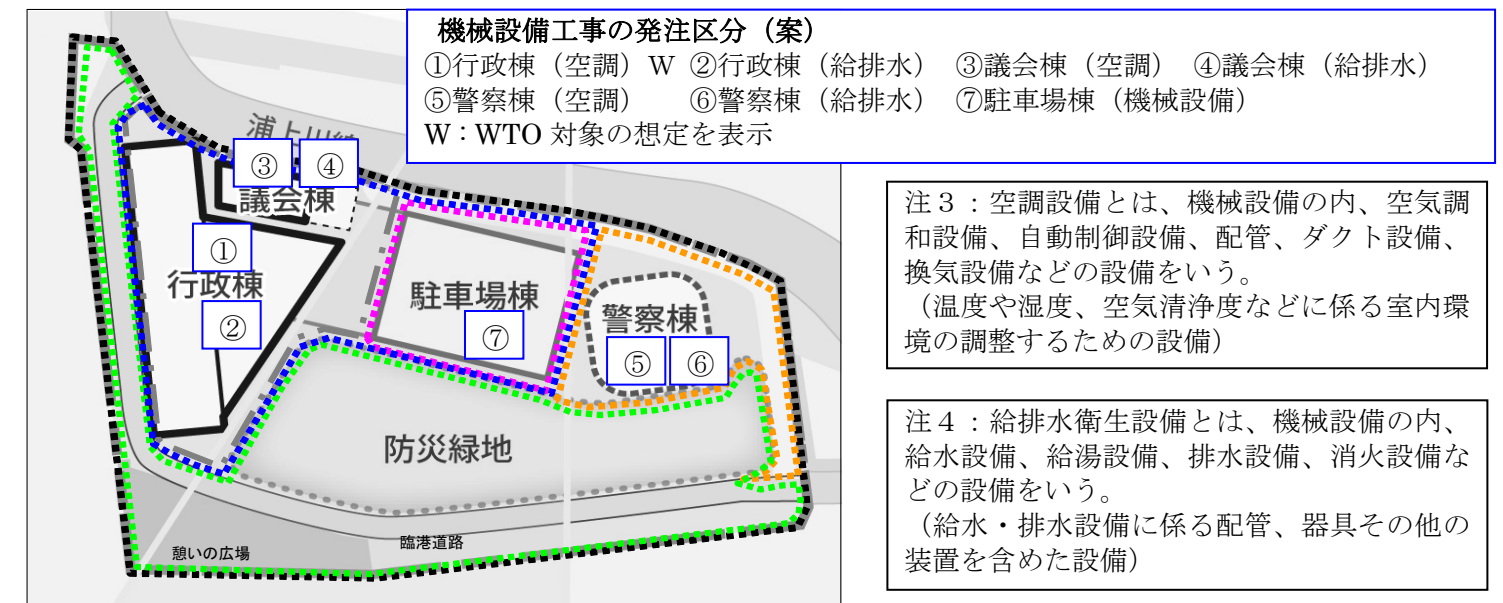 機械設備工事の発注区分（案）
①行政棟（空調）W ②行政棟（給排水） ③議会棟（空調） ④議会棟（給排水）
⑤警察棟（空調） ⑥警察棟（給排水） ⑦駐車場棟（機械設備）
W：WTO 対象の想定を表示
浦上川線
③ ④
議会棟
①
行政棟
②
駐車場棟
⑦
警察棟
⑤ ⑥
防災緑地
憩いの広場
臨港道路
注３：空調設備とは、機械設備の内、空気調
和設備、自動制御設備、配管、ダクト設備、
換気設備などの設備をいう。
（温度や湿度、空気清浄度などに係る室内環
境の調整するための設備）
注４：給排水衛生設備とは、機械設備の内、
給水設備、給湯設備、排水設備、消火設備な
どの設備をいう。
（給水・排水設備に係る配管、器具その他の
装置を含めた設備）